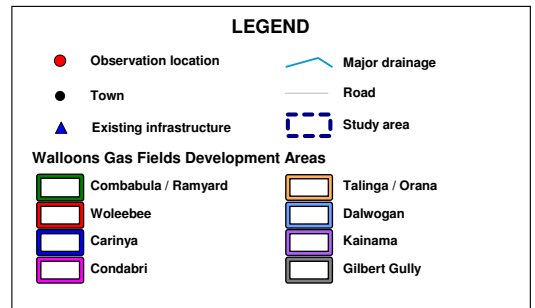 LEGEND
Observation location
Major drainage
Town
Road
Existing infrastructure
Study area
Walloons Gas Fields Development Areas
Combabula / Ramyard
Talinga / Orana
Woleebee
Dalwogan
Carinya
Kainama
Condabri
Gilbert Gully